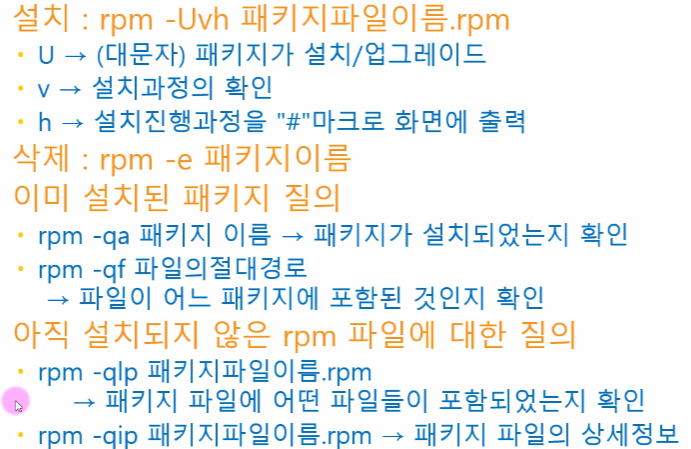 설치 : rpm -Uvh 패키지파일이름.rpm
• U → (대문자) 패키지가 설치/업그레이드
• v → 설치과정의 확인
• h → 설치진행과정을 "#"마크로 화면에 출력
삭제 : rpm -e 패키지이름
이미 설치된 패키지 질의
• rpm -qa 패키지 이름 → 패키지가 설치되었는지 확인
• rpm -qf 파일의절대경로
→ 파일이 어느 패키지에 포함된 것인지 확인
아직 설치되지 않은 rpm 파일에 대한 질의
• rpm -qlp 패키지파일이름.rpm
→ 패키지 파일에 어떤 파일들이 포함되었는지 확인
• rpm -qip 패키지파일이름.rpm → 패키지 파일의 상세정보